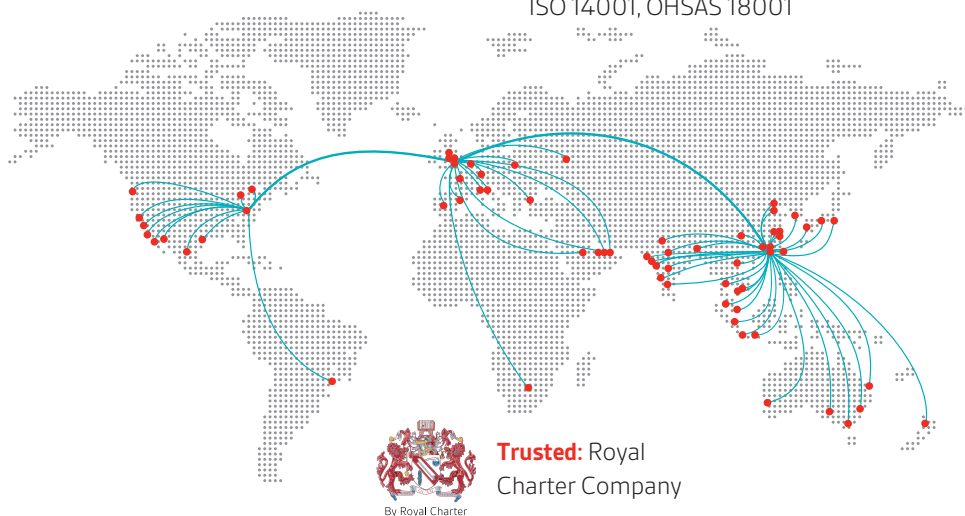 ISO 14001, OHSAS 18001
Trusted: Royal
Charter Company
By Royal Charter